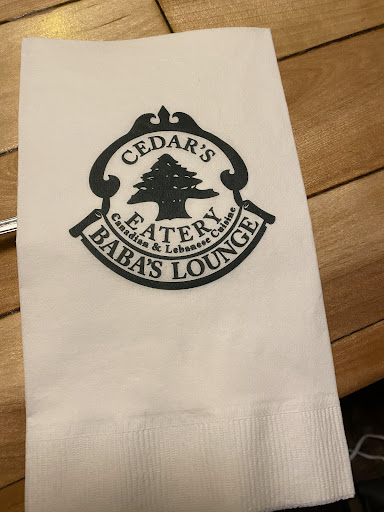 CEDAR'S
EATERY
Canadian & Lebanese Cuisine
BABA'S LOUNGE